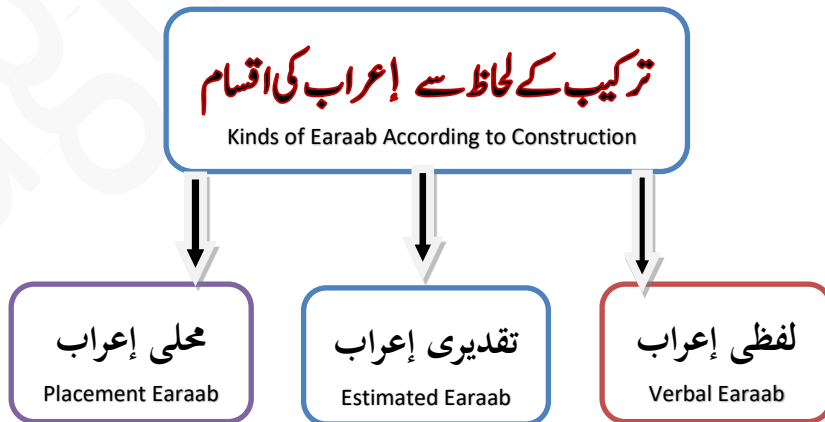 ترکیب کے لحاظ سے إعراب کی اقسام
Kinds of Earaab According to Construction
لفظی إعراب
Verbal Earaab
تقدیری إعراب
Estimated Earaab
محلی إعراب
Placement Earaab